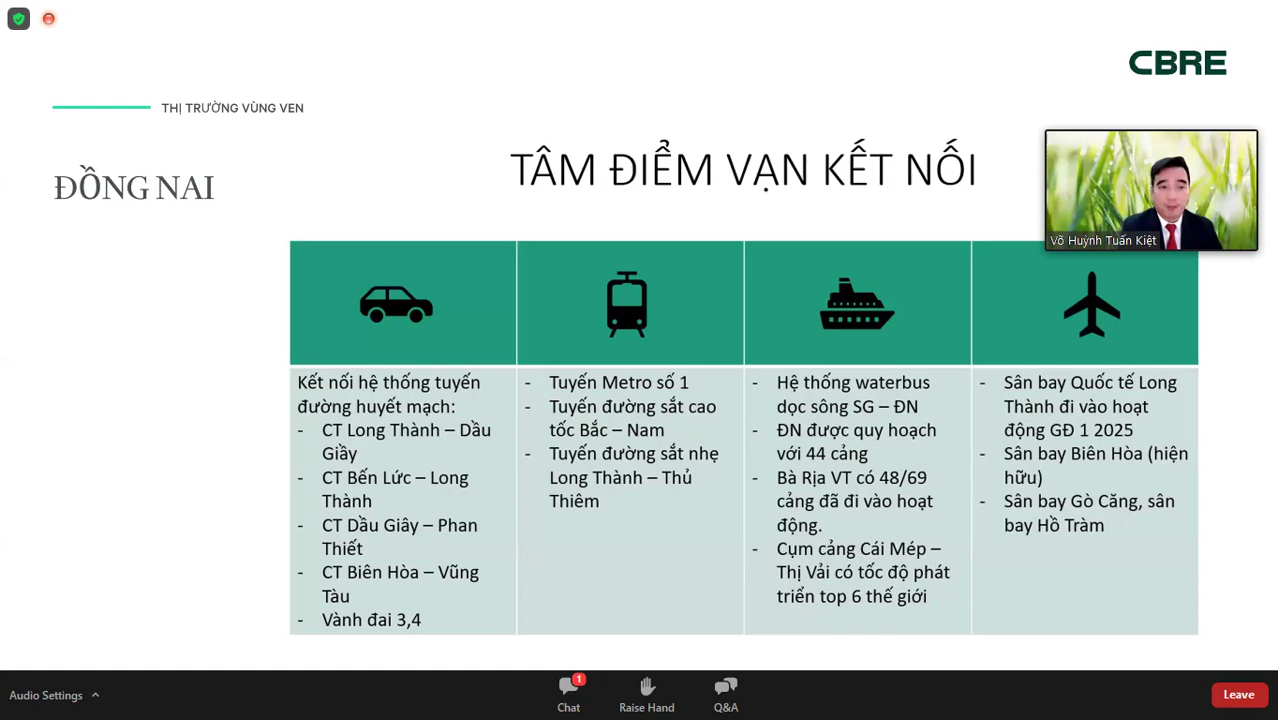 CBRE
THỊ TRƯỜNG VÙNG VEN
ĐỒNG NAI
TÂM ĐIỂM VẠN KẾT NỐI
Võ Huỳnh Tuấn Kiệt
Kết nối hệ thống tuyến
đường huyết mạch:
- CT Long Thành – Dầu
Giầy
- CT Bến Lức – Long
Thành
- CT Dầu Giây – Phan
Thiết
- CT Biên Hòa – Vũng
Tàu
- Vành đai 3,4
- Tuyến Metro số 1
- Tuyến đường sắt cao
tốc Bắc – Nam
- Tuyến đường sắt nhẹ
Long Thành – Thủ
Thiêm
- Hệ thống waterbus
dọc sông SG – ĐN
- ĐN được quy hoạch
với 44 cảng
- Bà Rịa VT có 48/69
cảng đã đi vào hoạt
động.
- Cụm cảng Cái Mép –
Thị Vải có tốc độ phát
triển top 6 thế giới
- Sân bay Quốc tế Long
Thành đi vào hoạt
động GĐ 1 2025
- Sân bay Biên Hòa (hiện
hữu)
- Sân bay Gò Căng, sân
bay Hồ Tràm
Audio Settings
1
Chat
Raise Hand
Q&A
Leave